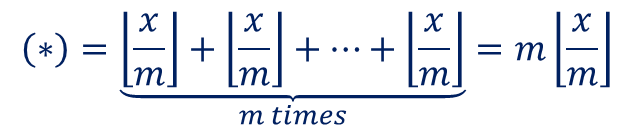 (∗) = ⌊x/m⌋ + ⌊x/m⌋ + ⋯ + ⌊x/m⌋ = m ⌊x/m⌋
m times